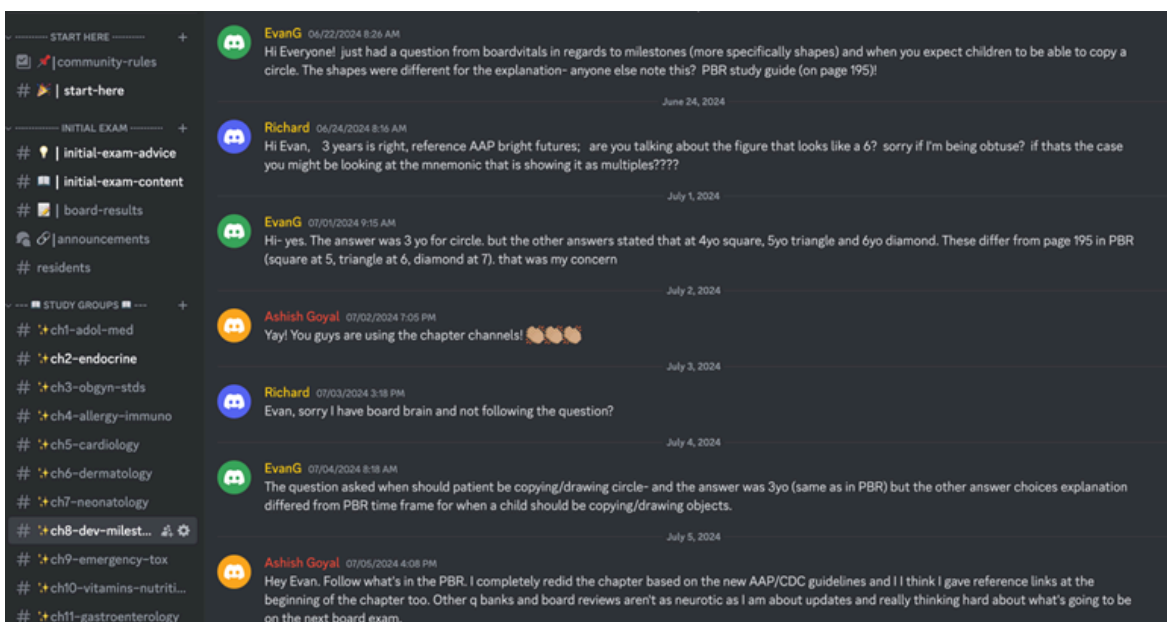 START HERE
|community-rules
# | start-here
INITIAL EXAM
# | initial-exam-advice
# | initial-exam-content
# | board-results
|announcements
# residents
STUDY GROUPS
# ch1-adol-med
# ch2-endocrine
# ch3-obgyn-stds
# ch4-allergy-immuno
# ch5-cardiology
# ch6-dermatology
# ch7-neonatology
# ch8-dev-milest...
# ch9-emergency-tox
# ch10-vitamins-nutriti...
# ch11-gastroenterology
EvanG 06/22/2024 8:26 AM
Hi Everyone! just had a question from boardvitals in regards to milestones (more specifically shapes) and when you expect children to be able to copy a
circle. The shapes were different for the explanation- anyone else note this? PBR study guide (on page 195)!
June 24, 2024
Richard 06/24/2024 8:16 AM
Hi Evan, 3 years is right, reference AAP bright futures; are you talking about the figure that looks like a 6? sorry if I'm being obtuse? if thats the case
you might be looking at the mnemonic that is showing it as multiples????
July 1, 2024
EvanG 07/01/2024 9:15 AM
Hi- yes. The answer was 3 yo for circle. but the other answers stated that at 4yo square, 5yo triangle and 6yo diamond. These differ from page 195 in PBR
(square at 5, triangle at 6, diamond at 7). that was my concern
July 2, 2024
Ashish Goyal 07/02/2024 7:05 PM
Yay! You guys are using the chapter channels! 👏🏽👏🏽👏🏽
July 3, 2024
Richard 07/03/2024 3:18 PM
Evan, sorry I have board brain and not following the question?
July 4, 2024
EvanG 07/04/2024 8:18 AM
The question asked when should patient be copying/drawing circle- and the answer was 3yo (same as in PBR) but the other answer choices explanation
differed from PBR time frame for when a child should be copying/drawing objects.
July 5, 2024
Ashish Goyal 07/05/2024 4:08 PM
Hey Evan. Follow what's in the PBR. I completely redid the chapter based on the new AAP/CDC guidelines and I I think I gave reference links at the
beginning of the chapter too. Other q banks and board reviews aren't as neurotic as I am about updates and really thinking hard about what's going to be
on the next board exam.